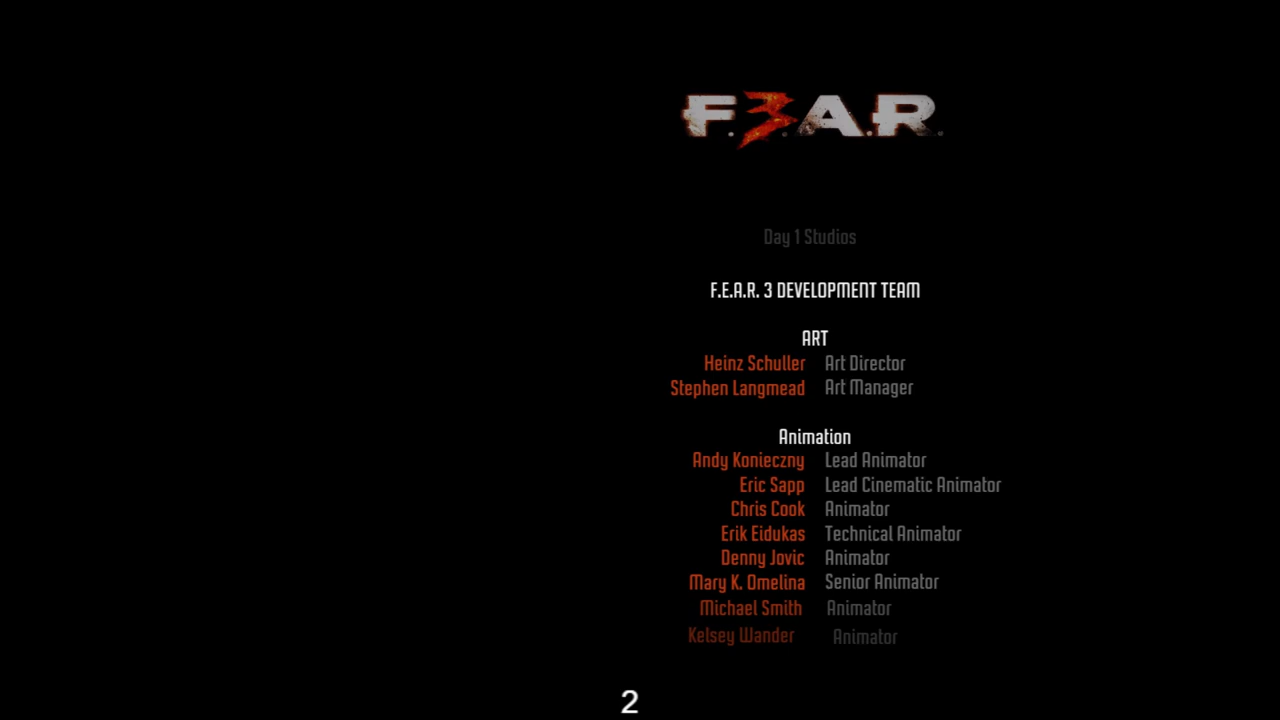 F.3.A.R.
Day 1 Studios
F.E.A.R. 3 DEVELOPMENT TEAM
ART
Heinz Schuller Art Director
Stephen Langmead Art Manager
Animation
Andy Konieczny Lead Animator
Eric Sapp Lead Cinematic Animator
Chris Cook Animator
Erik Eidukas Technical Animator
Denny Jovic Animator
Mary K. Omelina Senior Animator
Michael Smith Animator
Kelsey Wander Animator
2